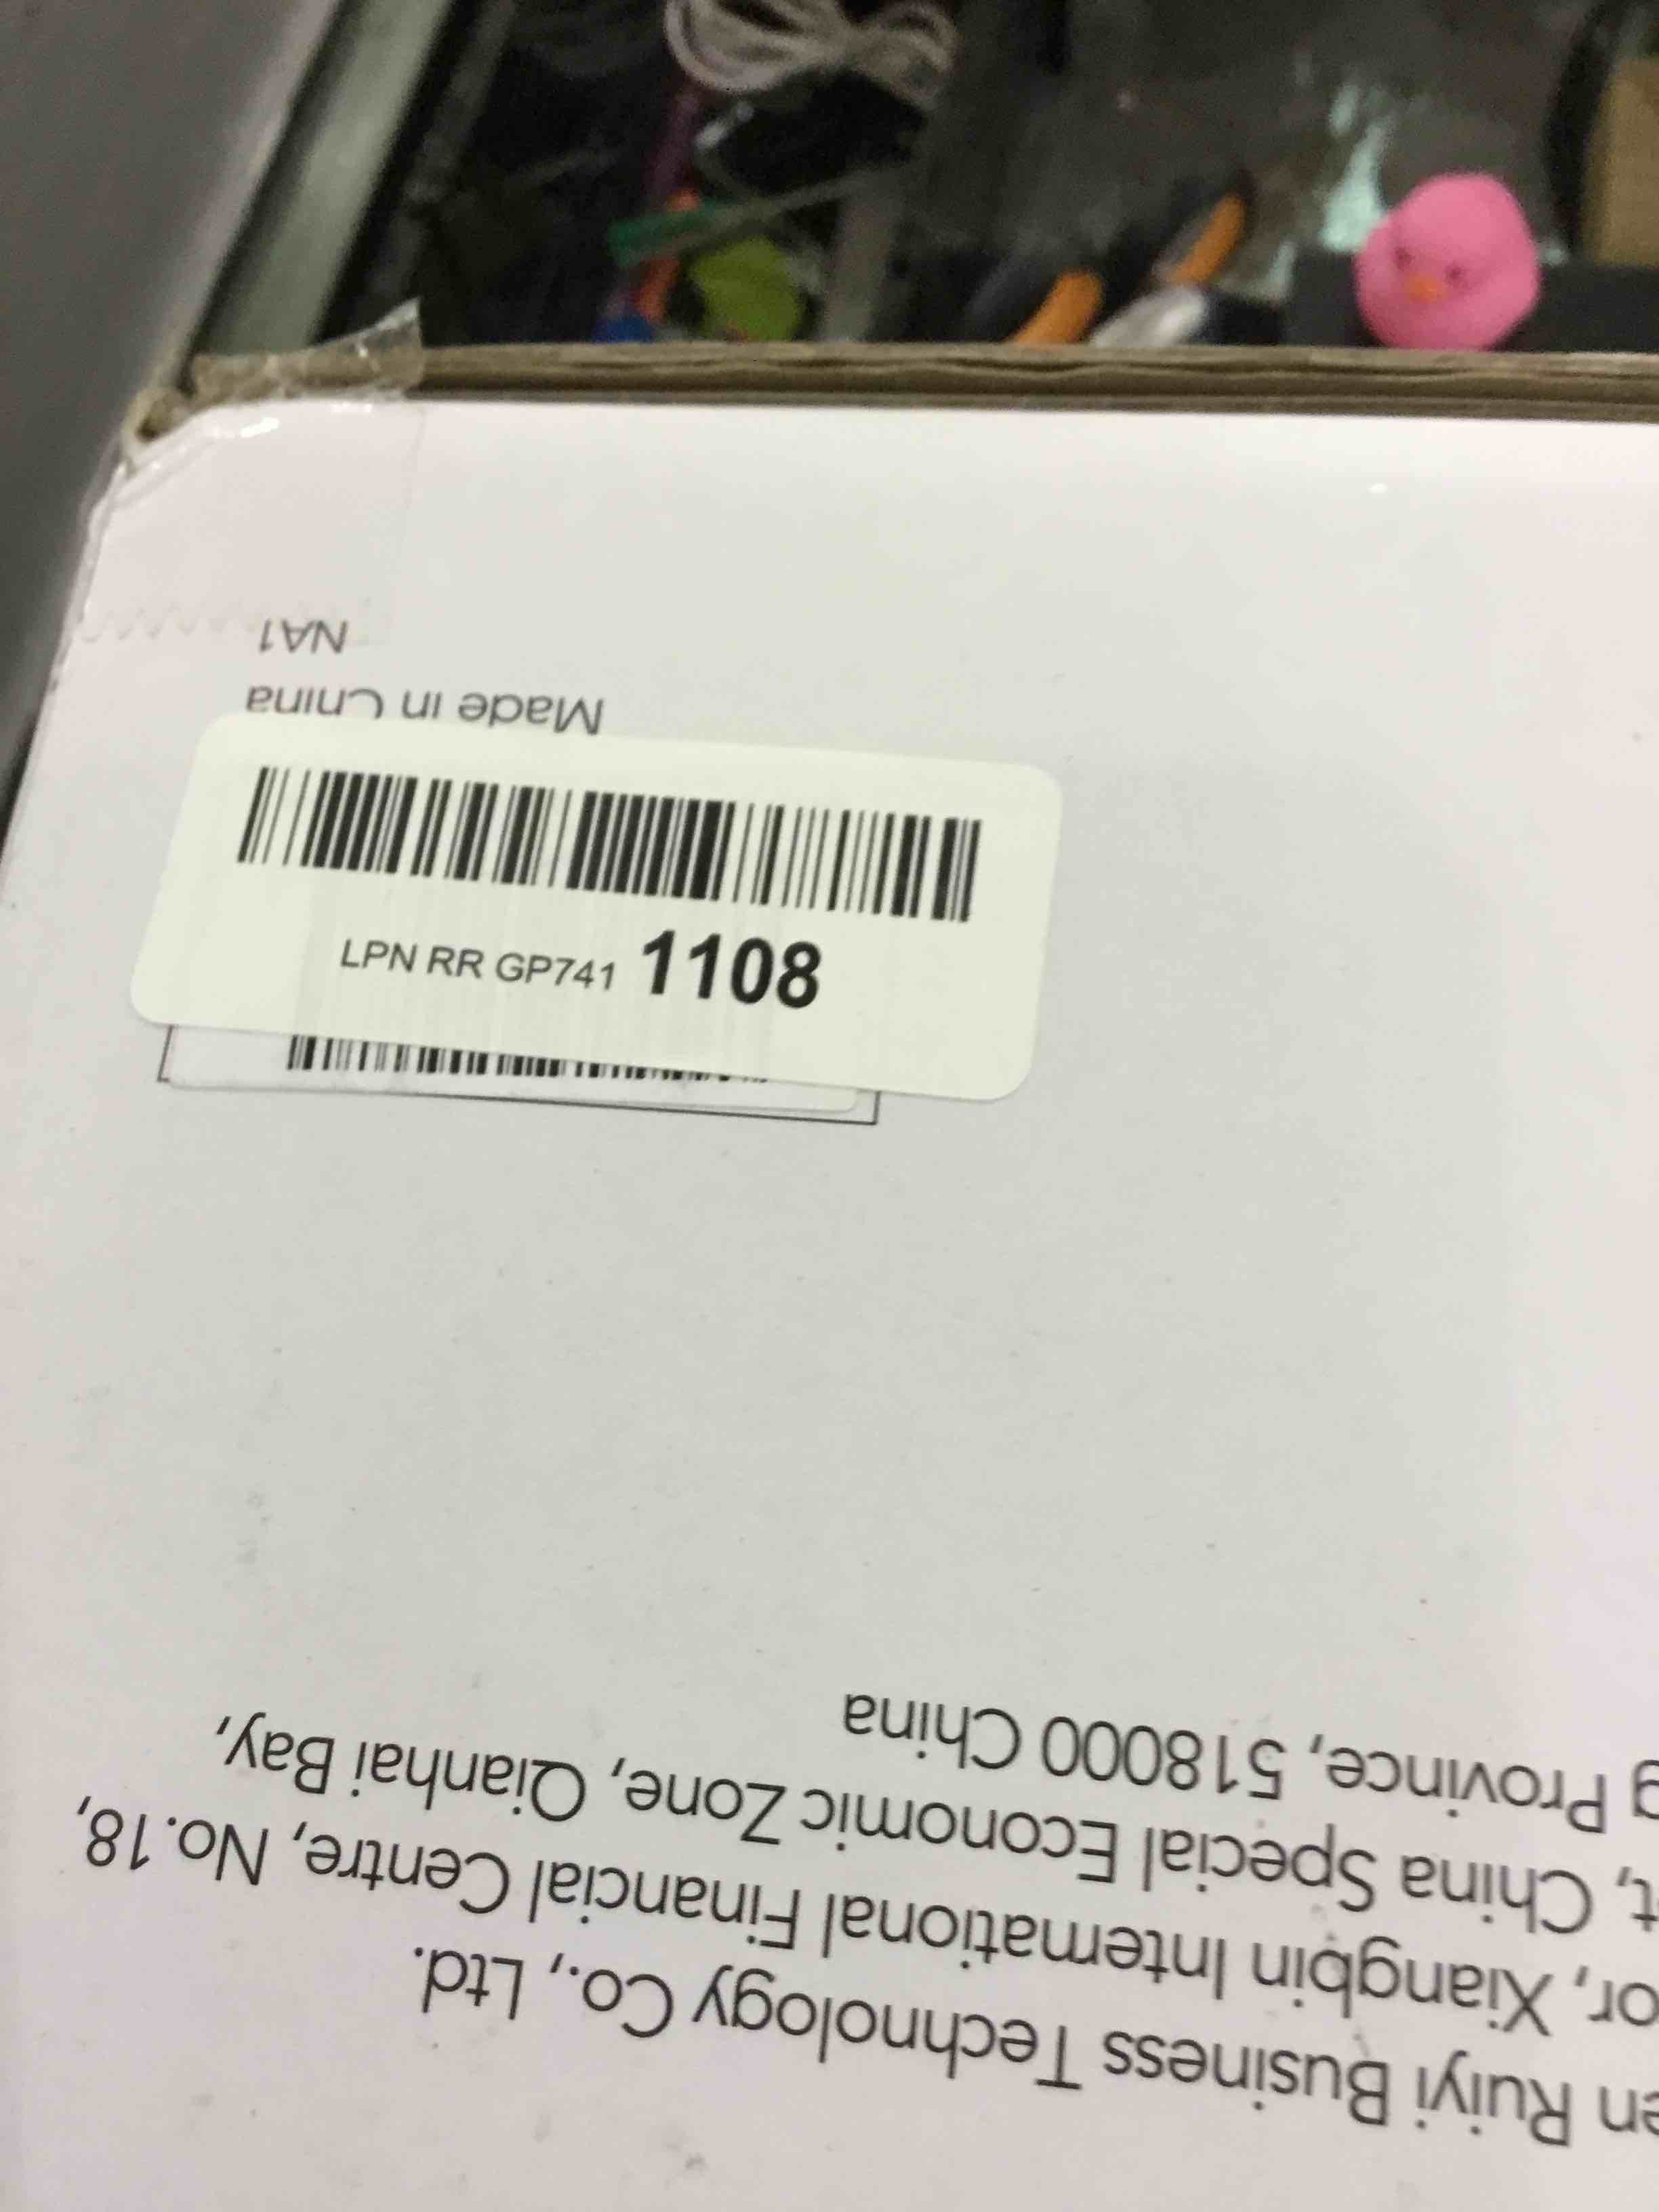 LPN RR GP741 1108
en Ruiyi Business Technology Co., Ltd.
or, Xiangbin International Financial Centre, No.18,
t, China Special Economic Zone, Qianhai Bay,
g Province, 518000 China
Made in China
NA1